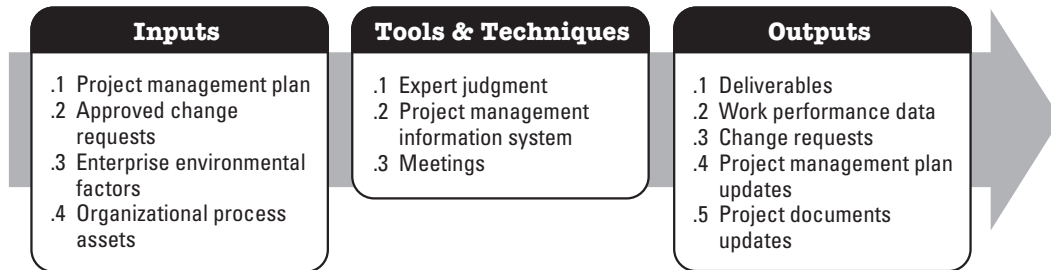 Inputs
.1 Project management plan
.2 Approved change
requests
.3 Enterprise environmental
factors
.4 Organizational process
assets
Tools & Techniques
.1 Expert judgment
.2 Project management
information system
.3 Meetings
Outputs
.1 Deliverables
.2 Work performance data
.3 Change requests
.4 Project management plan
updates
.5 Project documents
updates